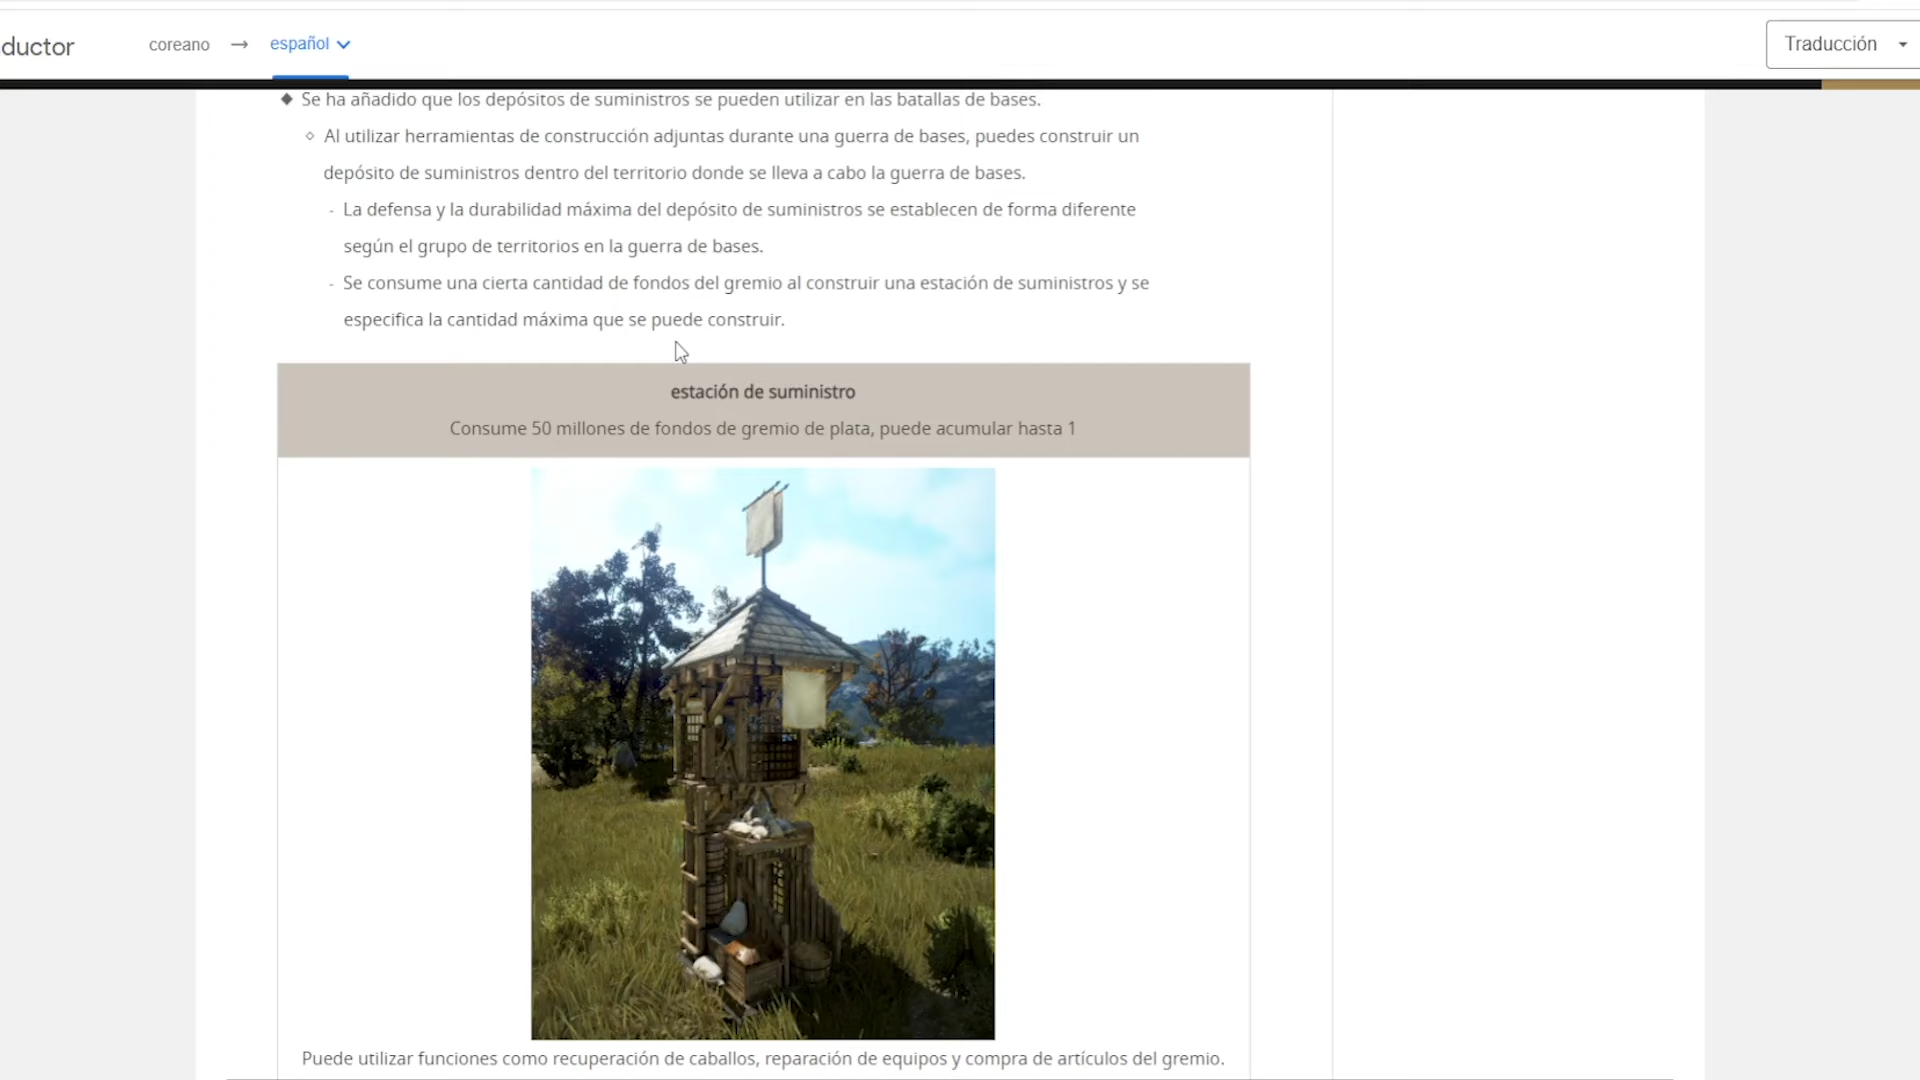 ductor coreano → español Traducción
◆ Se ha añadido que los depósitos de suministros se pueden utilizar en las batallas de bases.
◇ Al utilizar herramientas de construcción adjuntas durante una guerra de bases, puedes construir un
depósito de suministros dentro del territorio donde se lleva a cabo la guerra de bases.
- La defensa y la durabilidad máxima del depósito de suministros se establecen de forma diferente
según el grupo de territorios en la guerra de bases.
- Se consume una cierta cantidad de fondos del gremio al construir una estación de suministros y se
especifica la cantidad máxima que se puede construir.
estación de suministro
Consume 50 millones de fondos de gremio de plata, puede acumular hasta 1
Puede utilizar funciones como recuperación de caballos, reparación de equipos y compra de artículos del gremio.